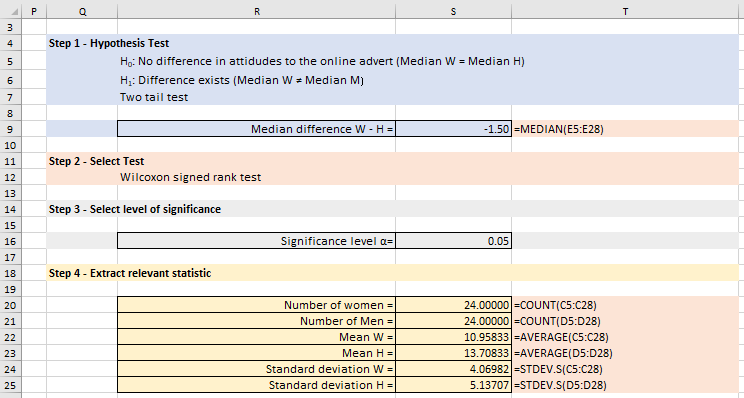 P Q R S T
3
4 Step 1 - Hypothesis Test
5 H₀: No difference in attidudes to the online advert (Median W = Median H)
6 H₁: Difference exists (Median W ≠ Median M)
7 Two tail test
8
9 Median difference W - H = -1.50 =MEDIAN(E5:E28)
10
11 Step 2 - Select Test
12 Wilcoxon signed rank test
13
14 Step 3 - Select level of significance
15
16 Significance level α= 0.05
17
18 Step 4 - Extract relevant statistic
19
20 Number of women = 24.00000 =COUNT(C5:C28)
21 Number of Men = 24.00000 =COUNT(D5:D28)
22 Mean W = 10.95833 =AVERAGE(C5:C28)
23 Mean H = 13.70833 =AVERAGE(D5:D28)
24 Standard deviation W = 4.06982 =STDEV.S(C5:C28)
25 Standard deviation H = 5.13707 =STDEV.S(D5:D28)